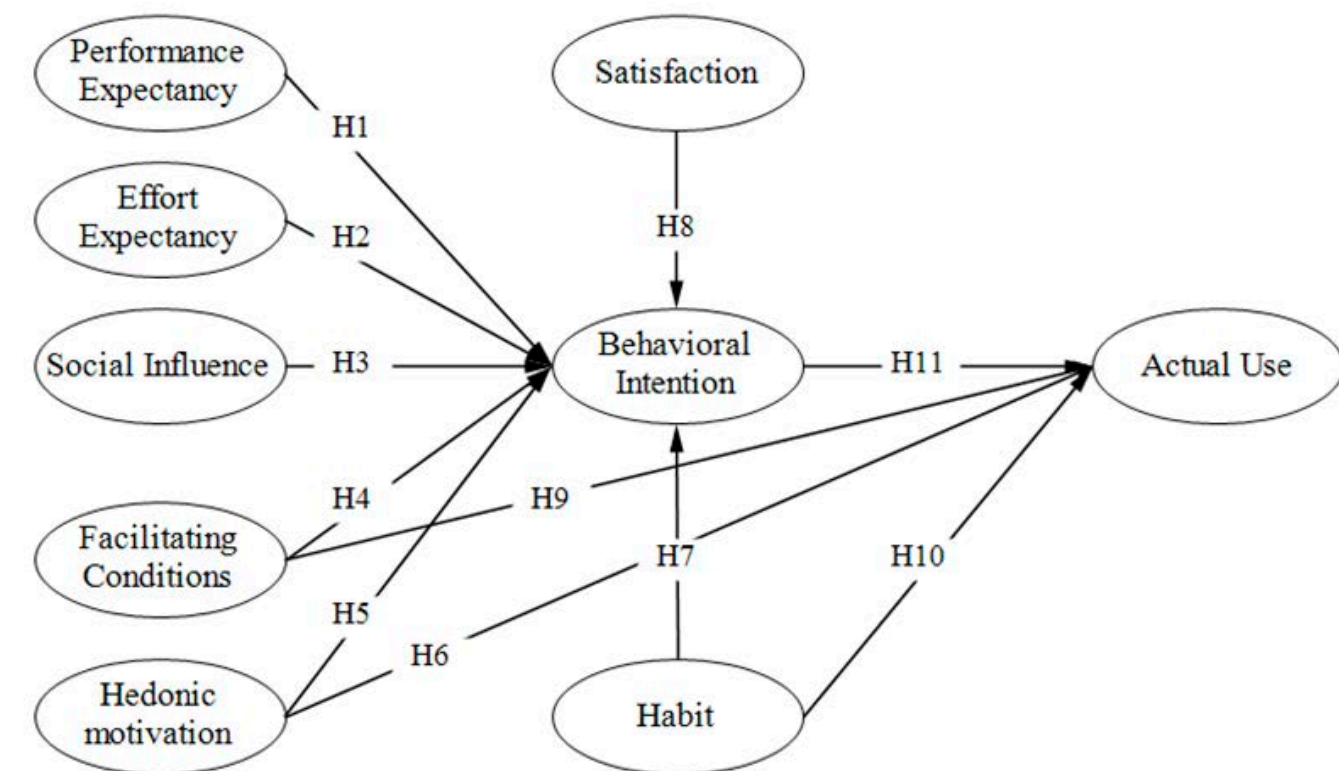 Performance
Expectancy
Satisfaction
H1
Effort
Expectancy
H2
H8
Social Influence
H3
Behavioral
Intention
H11
Actual Use
H4
H9
Facilitating
Conditions
H7
H10
H5
H6
Hedonic
motivation
Habit